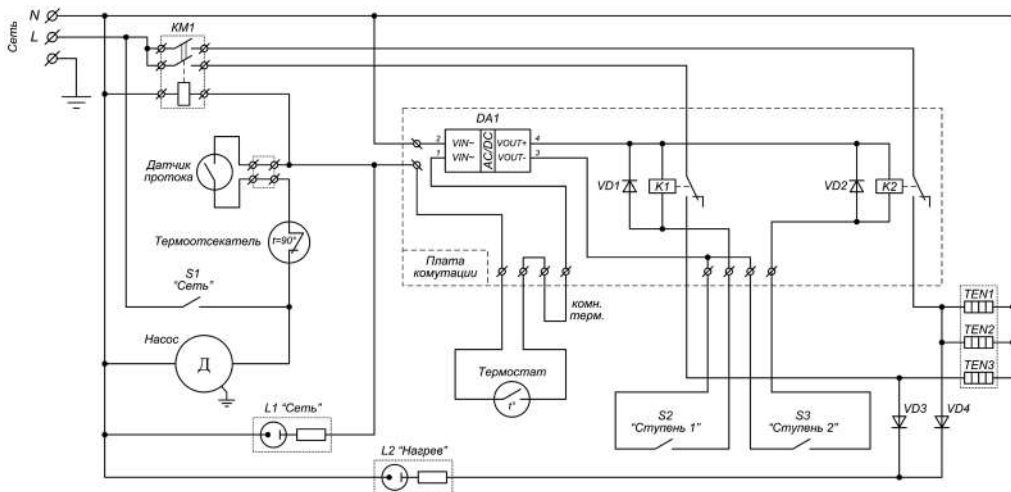 Сеть
N
L
KM1
Датчик
протока
Термоотсекатель
t=90°
S1
"Сеть"
Насос
Д
L1 "Сеть"
L2 "Нагрев"
DA1
2
VIN~
1
VIN~
AC/DC
VOUT+
4
VOUT-
3
VD1
K1
VD2
K2
Плата
комутации
комн.
терм.
Термостат
t°
S2
"Ступень 1"
S3
"Ступень 2"
TEN1
TEN2
TEN3
VD3
VD4